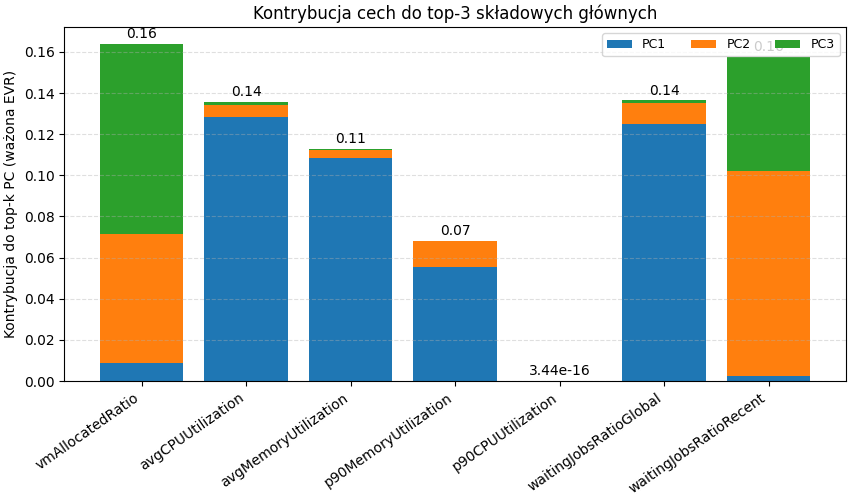 Kontrybucja cech do top-3 składowych głównych
Kontrybucja do top-k PC (ważona EVR)
0.16
0.14
0.12
0.10
0.08
0.06
0.04
0.02
0.00
PC1 PC2 PC3
0.16
0.14
0.11
0.07
3.44e-16
0.14
0.16
vmAllocatedRatio
avgCPUUtilization
avgMemoryUtilization
p90MemoryUtilization
p90CPUUtilization
waitingJobsRatioGlobal
waitingJobsRatioRecent